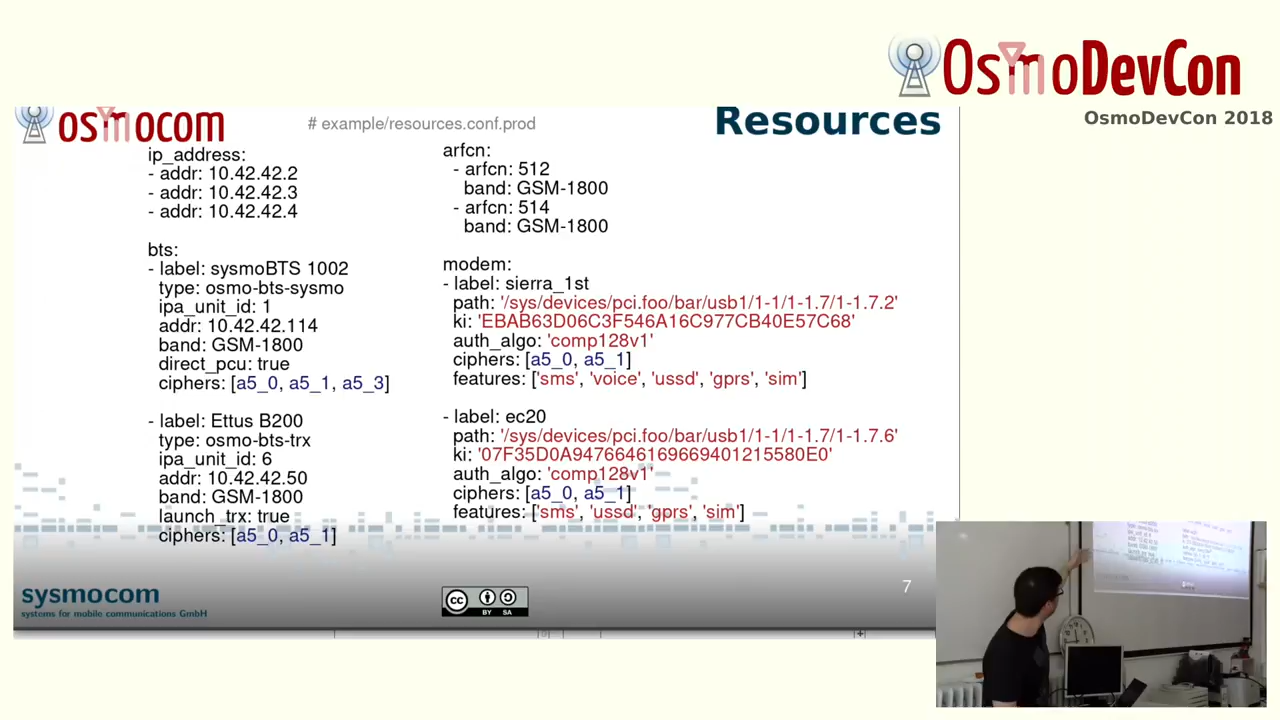 OsmoDevCon
OsmoDevCon 2018
osmocom
# example/resources.conf.prod
Resources
ip_address:
- addr: 10.42.42.2
- addr: 10.42.42.3
- addr: 10.42.42.4
bts:
- label: sysmoBTS 1002
type: osmo-bts-sysmo
ipa_unit_id: 1
addr: 10.42.42.114
band: GSM-1800
direct_pcu: true
ciphers: [a5_0, a5_1, a5_3]
- label: Ettus B200
type: osmo-bts-trx
ipa_unit_id: 6
addr: 10.42.42.50
band: GSM-1800
launch_trx: true
ciphers: [a5_0, a5_1]
arfcn:
- arfcn: 512
band: GSM-1800
- arfcn: 514
band: GSM-1800
modem:
- label: sierra_1st
path: '/sys/devices/pci.foo/bar/usb1/1-1/1-1.7/1-1.7.2'
ki: 'EBAB63D06C3F546A16C977CB40E57C68'
auth_algo: 'comp128v1'
ciphers: [a5_0, a5_1]
features: ['sms', 'voice', 'ussd', 'gprs', 'sim']
- label: ec20
path: '/sys/devices/pci.foo/bar/usb1/1-1/1-1.7/1-1.7.6'
ki: '07F35D0A9476646169669401215580E0'
auth_algo: 'comp128v1'
ciphers: [a5_0, a5_1]
features: ['sms', 'ussd', 'gprs', 'sim']
sysmocom
systems for mobile communications GmbH
cc
BY SA
7